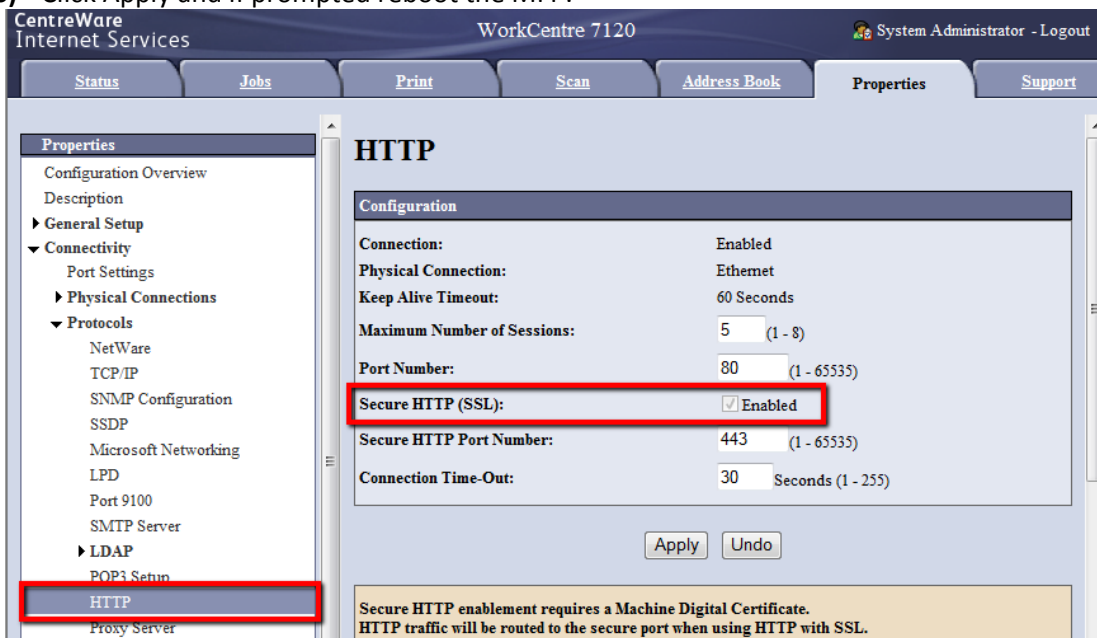 Click Apply and if prompted reboot the MFP.
CentreWare
Internet Services
WorkCentre 7120
System Administrator - Logout
Status
Jobs
Print
Scan
Address Book
Properties
Support
Properties
Configuration Overview
Description
General Setup
Connectivity
Port Settings
Physical Connections
Protocols
NetWare
TCP/IP
SNMP Configuration
SSDP
Microsoft Networking
LPD
Port 9100
SMTP Server
LDAP
POP3 Setup
HTTP
Proxy Server
HTTP
Configuration
Connection: Enabled
Physical Connection: Ethernet
Keep Alive Timeout: 60 Seconds
Maximum Number of Sessions: 5 (1 - 8)
Port Number: 80 (1 - 65535)
Secure HTTP (SSL): Enabled
Secure HTTP Port Number: 443 (1 - 65535)
Connection Time-Out: 30 Seconds (1 - 255)
Apply Undo
Secure HTTP enablement requires a Machine Digital Certificate.
HTTP traffic will be routed to the secure port when using HTTP with SSL.